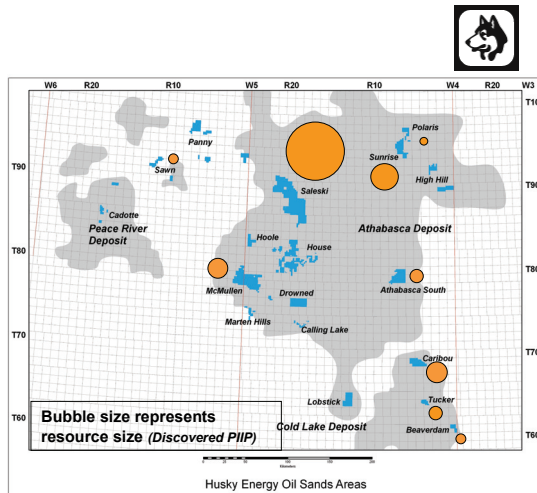 W6 R20 R10 W5 R20 R10 W4 R20 W3
T10
Polaris
Panny
Sunrise
T90
Sawn
High Hill
T90
Saleski
Cadotte
Peace River
Deposit
Athabasca Deposit
Hoole
House
T80
T80
McMullen
Drowned
Athabasca South
Marten Hills
Calling Lake
T70
T70
Caribou
Lobstick
Tucker
Bubble size represents
resource size (Discovered PIIP)
T60
Cold Lake Deposit
Beaverdam
T60
Husky Energy Oil Sands Areas